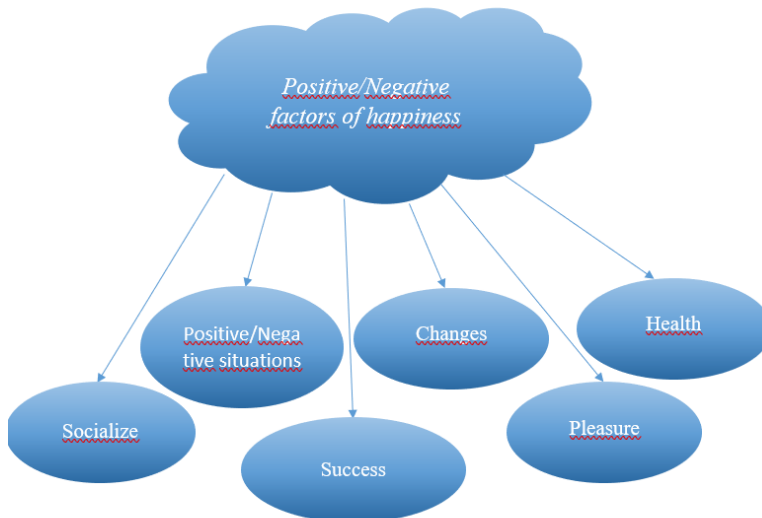 Positive/Negative
factors of happiness
Positive/Nega
tive situations
Changes
Health
Socialize
Success
Pleasure